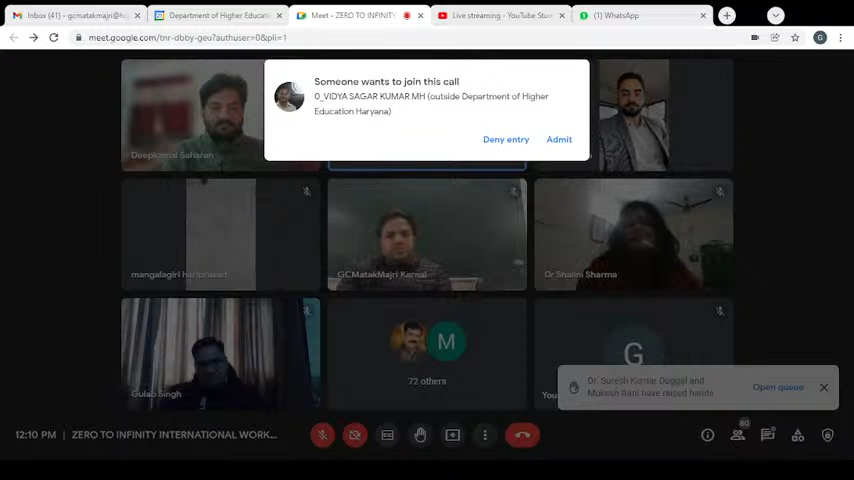 Inbox (41) - gcmatakmajri@h
Department of Higher Educati
Meet - ZERO TO INFINITY
Live streaming - YouTube Stud
(1) WhatsApp
meet.google.com/tnr-dbby-geu?authuser=0&pli=1
G
Someone wants to join this call
0_VIDYA SAGAR KUMAR MH (outside Department of Higher
Education Haryana)
Deny entry
Admit
Deepkamal Saharan
mangalagiri hariprasad
GCMatakMajri Karnal
Dr Shalini Sharma
Gulab Singh
M
72 others
G
You
Dr. Suresh Kumar Duggal and
Mukesh Rani have raised hands
Open queue
12:10 PM | ZERO TO INFINITY INTERNATIONAL WORK...
80